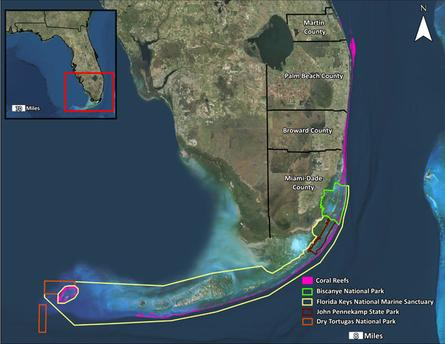 N
Martin
County
Palm Beach County
Miles
Broward County
Miami-Dade
County
Coral Reefs
Biscanye National Park
Florida Keys National Marine Sanctuary
John Pennekamp State Park
Dry Tortugas National Park
Miles